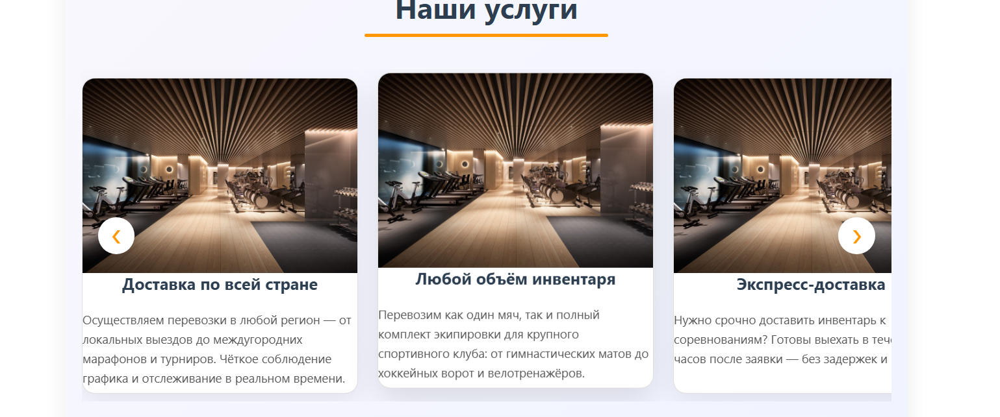 Наши услуги
Доставка по всей стране
Осуществляем перевозки в любой регион — от
локальных выездов до междугородних
марафонов и турниров. Чёткое соблюдение
графика и отслеживание в реальном времени.
Любой объём инвентаря
Перевозим как один мяч, так и полный
комплект экипировки для крупного
спортивного клуба: от гимнастических матов до
хоккейных ворот и велотренажёров.
Экспресс-доставка
Нужно срочно доставить инвентарь к
соревнованиям? Готовы выехать в
часов после заявки — без задержек и